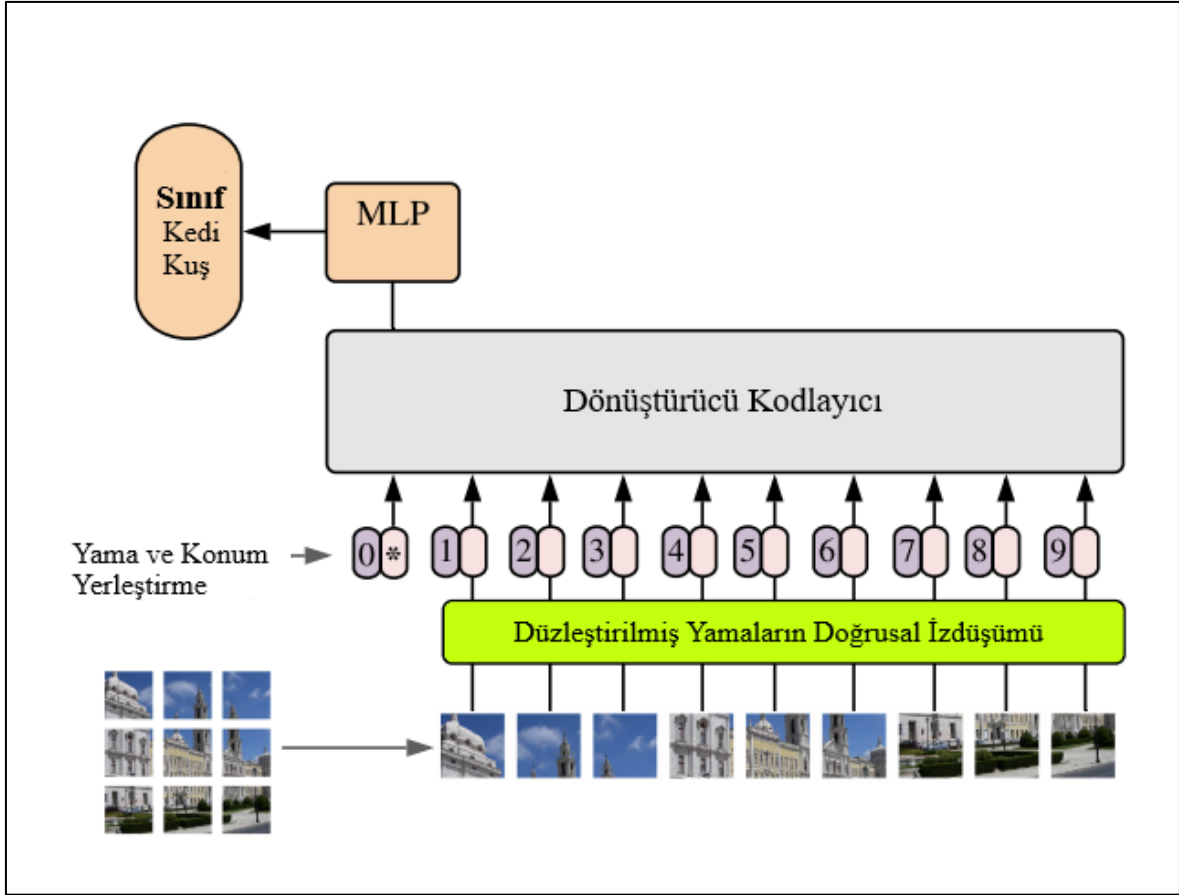 Sınıf
Kedi
Kuş
MLP
Dönüştürücü Kodlayıcı
Yama ve Konum
Yerleştirme
0 * 1 2 3 4 5 6 7 8 9
Düzleştirilmiş Yamaların Doğrusal İzdüşümü